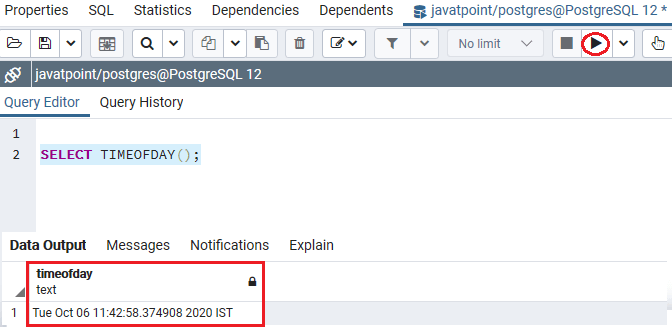 Properties SQL Statistics Dependencies Dependents javatpoint/postgres@PostgreSQL 12 *
No limit
javatpoint/postgres@PostgreSQL 12
Query Editor Query History
1
2 SELECT TIMEOFDAY();
Data Output Messages Notifications Explain
timeofday
text
1 Tue Oct 06 11:42:58.374908 2020 IST